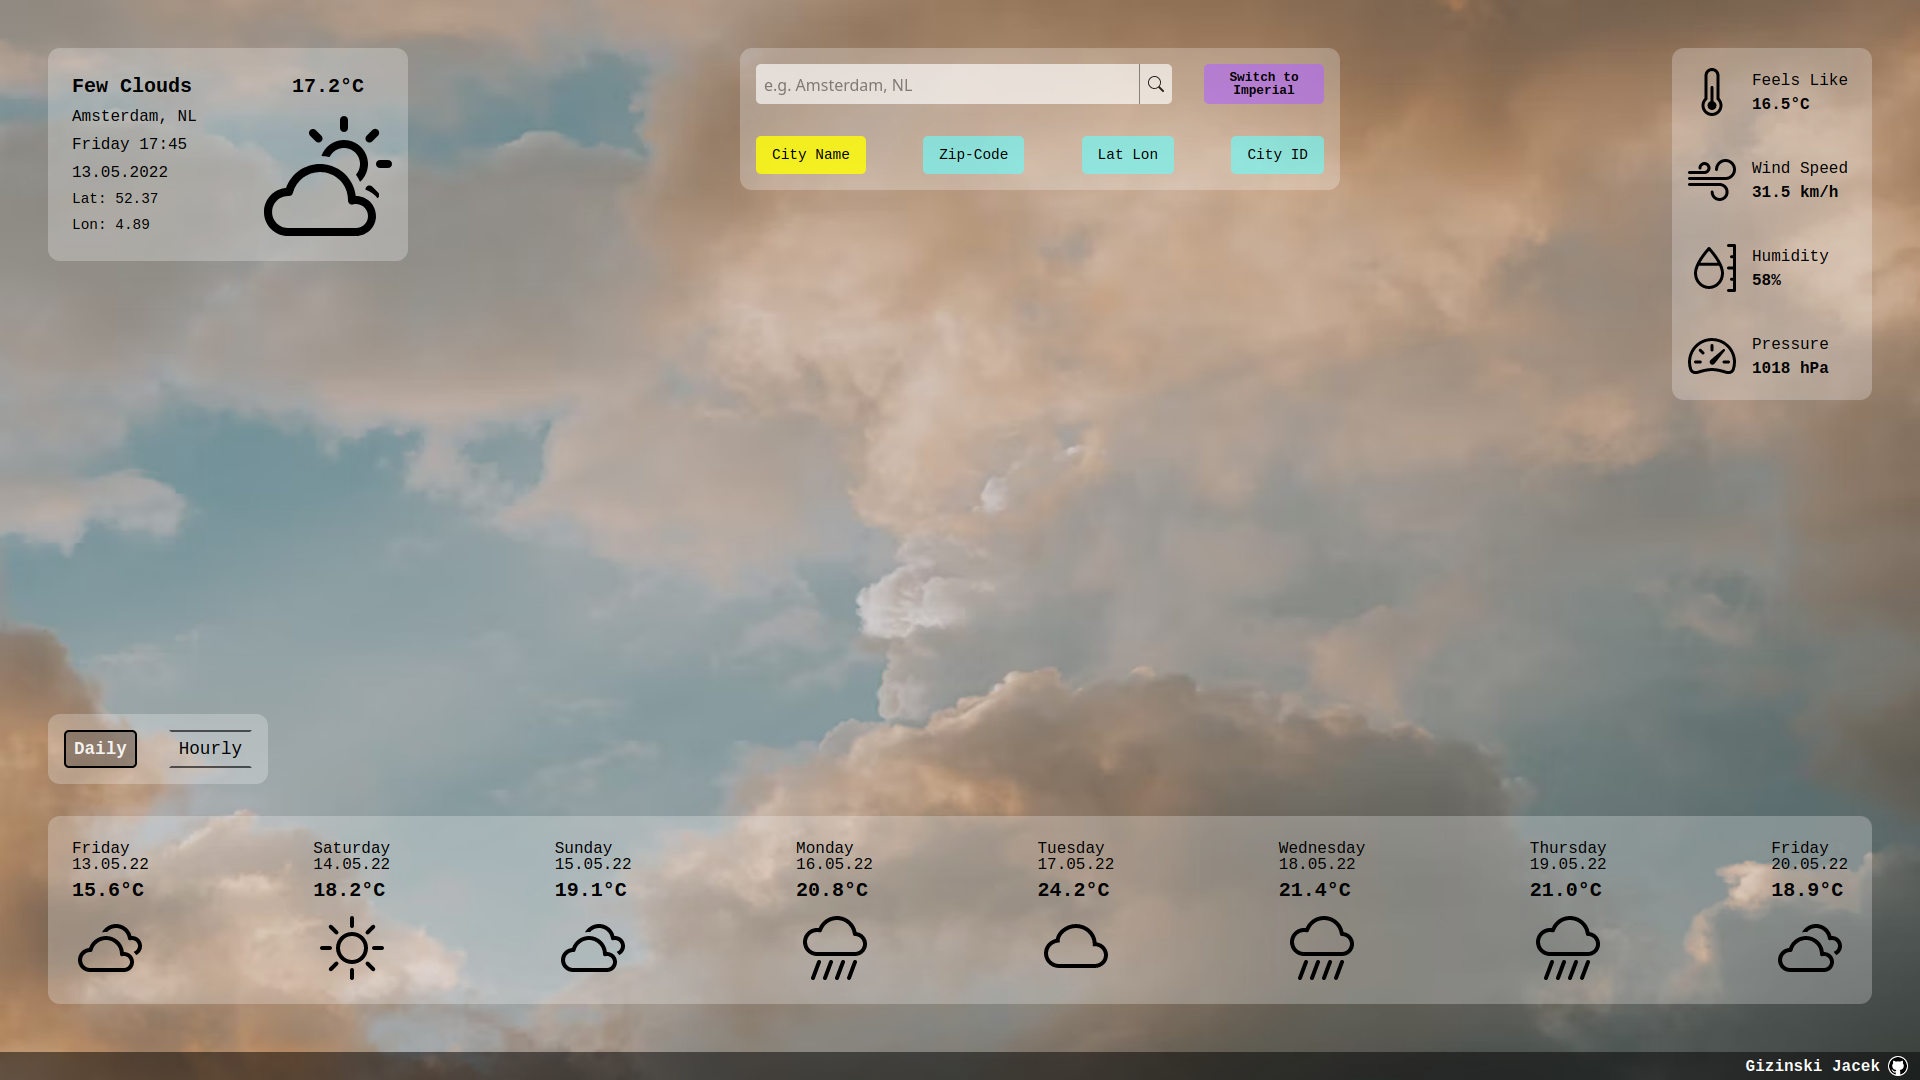 Few Clouds 17.2°C
Amsterdam, NL
Friday 17:45
13.05.2022
Lat: 52.37
Lon: 4.89
e.g. Amsterdam, NL
Switch to
Imperial
City Name Zip-Code Lat Lon City ID
Feels Like
16.5°C
Wind Speed
31.5 km/h
Humidity
58%
Pressure
1018 hPa
Daily Hourly
Friday
13.05.22
15.6°C
Saturday
14.05.22
18.2°C
Sunday
15.05.22
19.1°C
Monday
16.05.22
20.8°C
Tuesday
17.05.22
24.2°C
Wednesday
18.05.22
21.4°C
Thursday
19.05.22
21.0°C
Friday
20.05.22
18.9°C
Gizinski Jacek